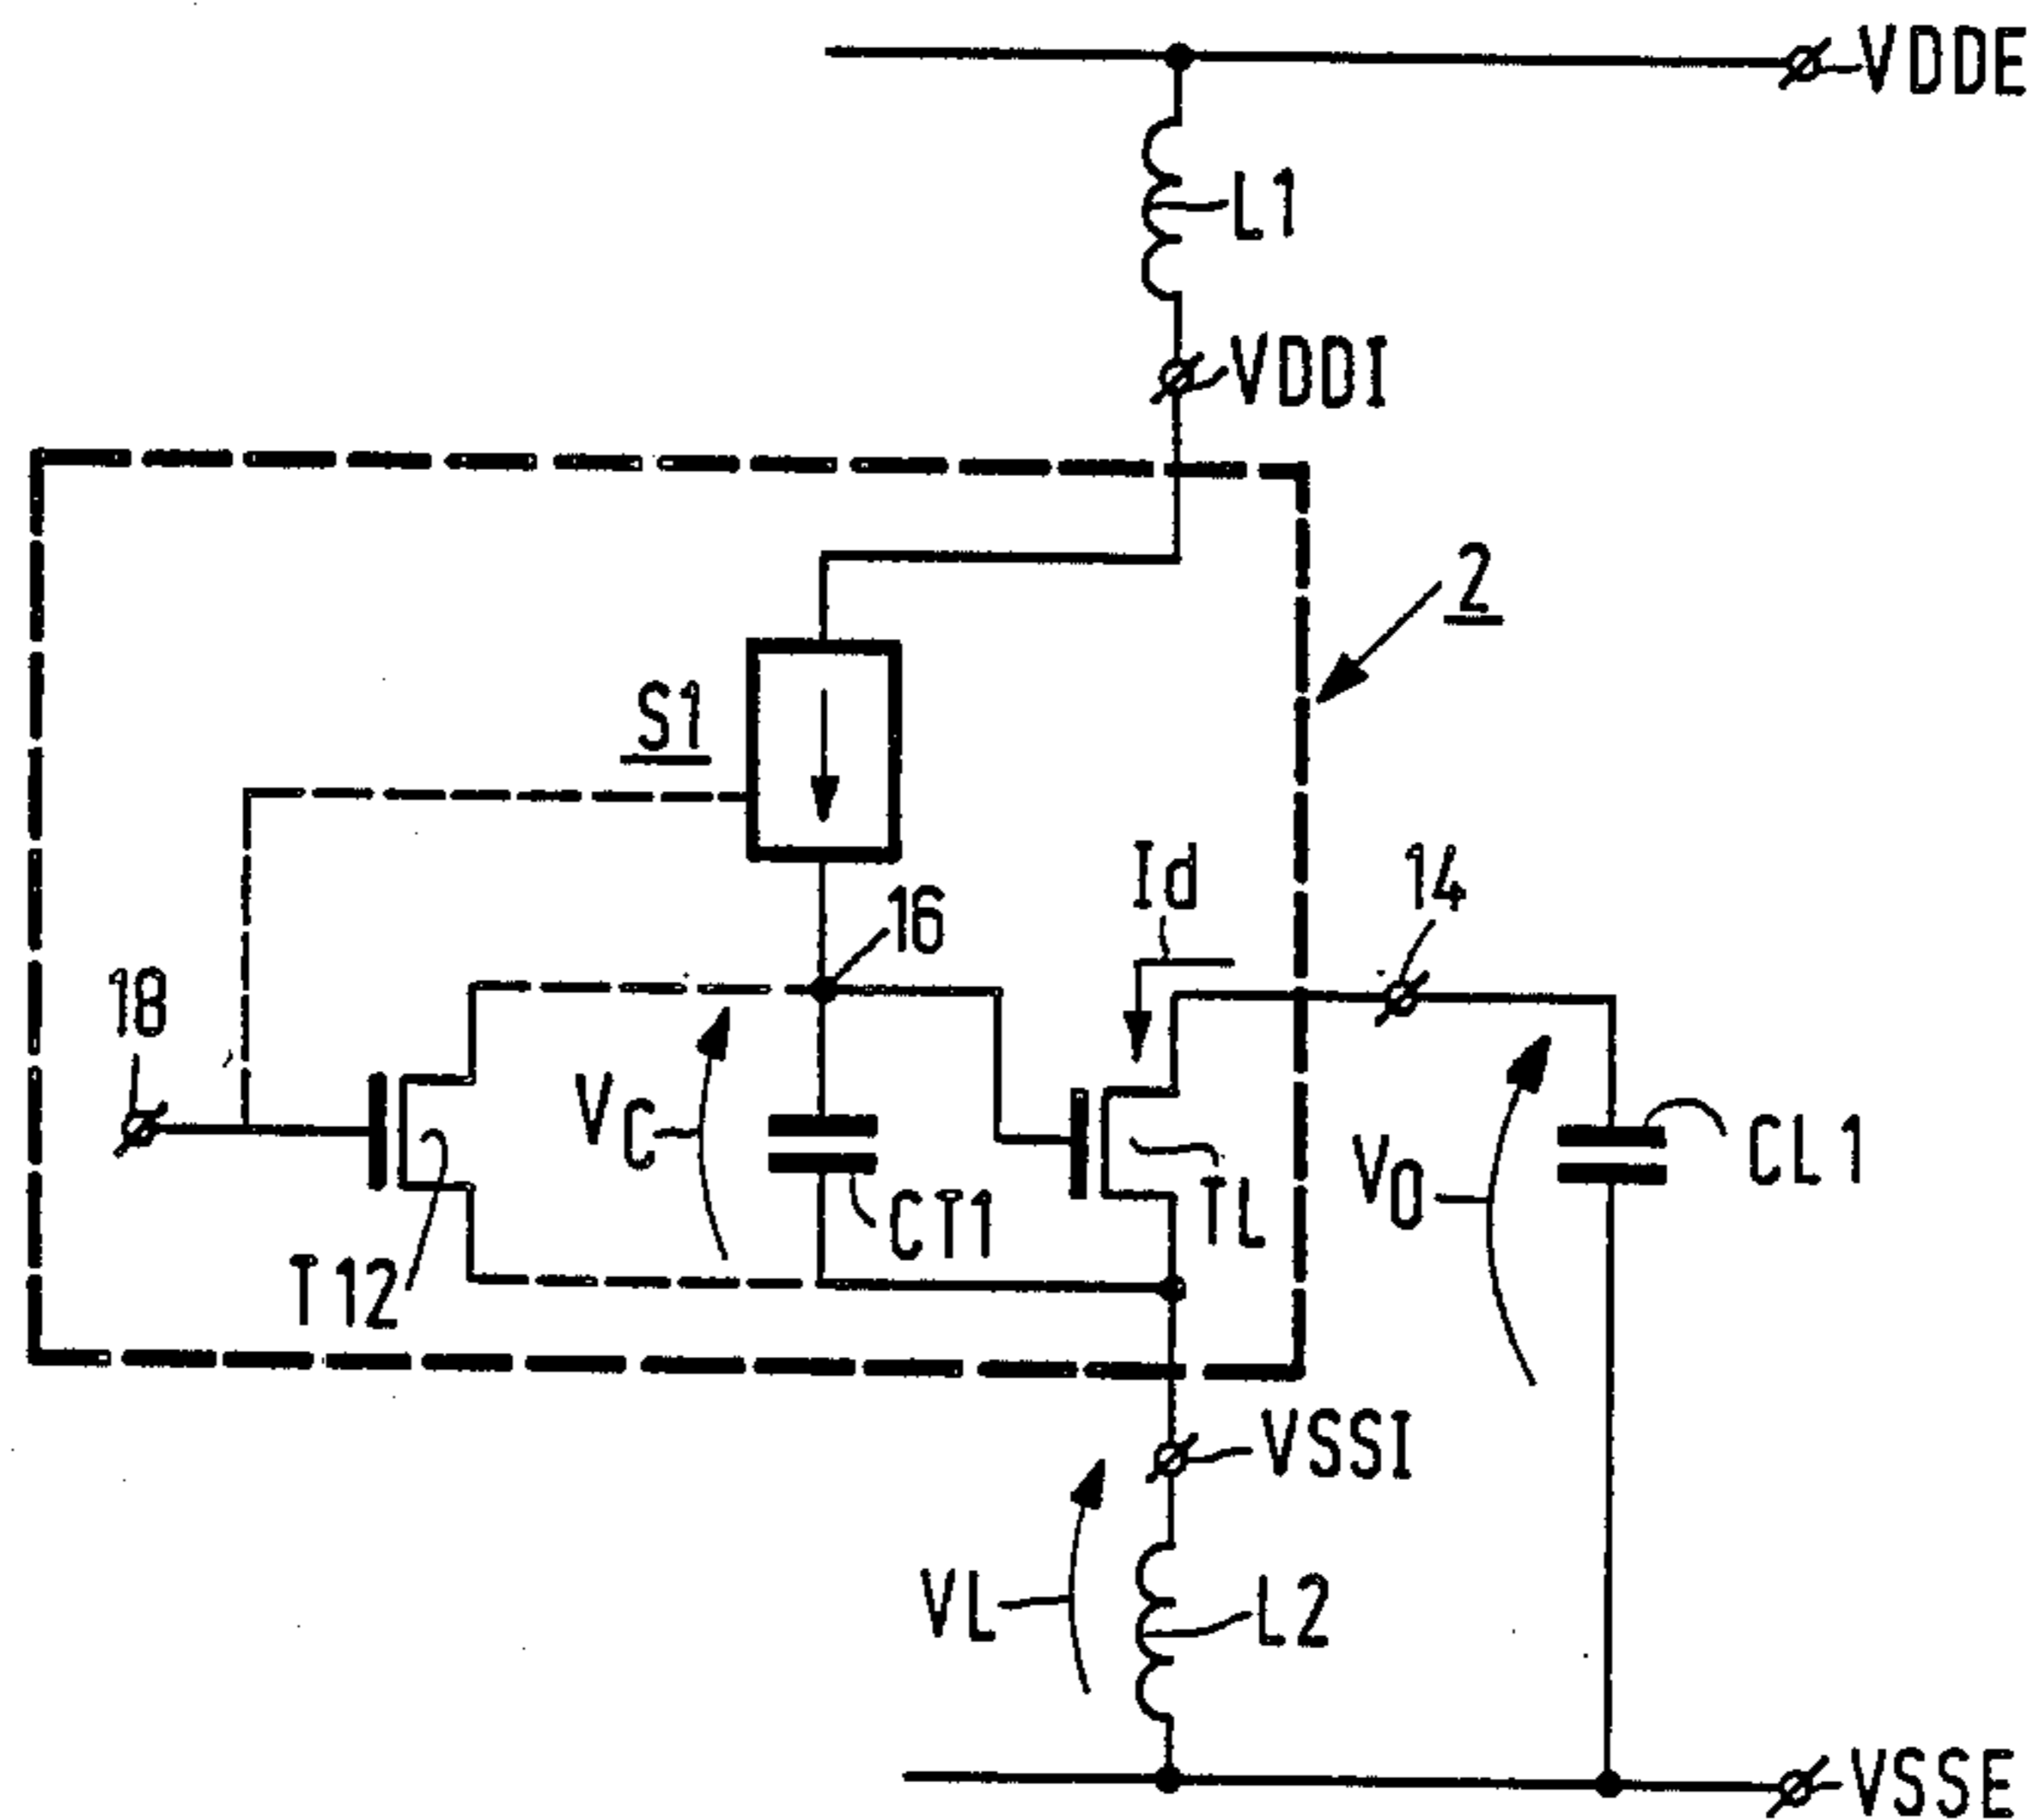 VDDE
L1
VDDI
2
S1
Id
14
16
18
VC
CT1
TL
VO
CL1
T12
VSSI
VL
L2
VSSE